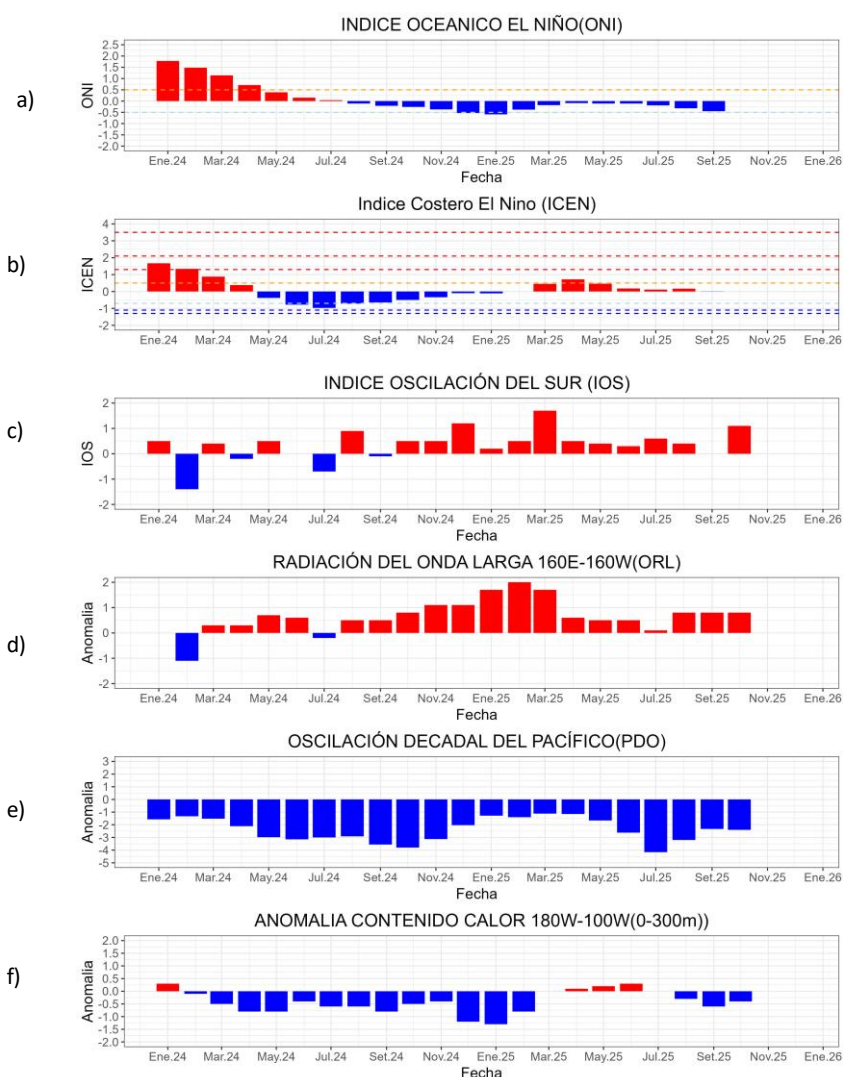 INDICE OCEANICO EL NIÑO(ONI)
a)
ONI
2.5
2.0
1.5
1.0
0.5
0.0
-0.5
-1.0
-1.5
-2.0
Ene.24 Mar.24 May.24 Jul.24 Set.24 Nov.24 Ene.25 Mar.25 May.25 Jul.25 Set.25 Nov.25 Ene.26
Fecha
Indice Costero El Nino (ICEN)
b)
ICEN
4
3
2
1
0
-1
-2
Ene.24 Mar.24 May.24 Jul.24 Set.24 Nov.24 Ene.25 Mar.25 May.25 Jul.25 Set.25 Nov.25 Ene.26
Fecha
INDICE OSCILACIÓN DEL SUR (IOS)
c)
IOS
2
1
0
-1
-2
Ene.24 Mar.24 May.24 Jul.24 Set.24 Nov.24 Ene.25 Mar.25 May.25 Jul.25 Set.25 Nov.25 Ene.26
Fecha
RADIACIÓN DEL ONDA LARGA 160E-160W(ORL)
d)
Anomalia
2
1
0
-1
-2
Ene.24 Mar.24 May.24 Jul.24 Set.24 Nov.24 Ene.25 Mar.25 May.25 Jul.25 Set.25 Nov.25 Ene.26
Fecha
OSCILACIÓN DECADAL DEL PACÍFICO(PDO)
e)
Anomalia
3
2
1
0
-1
-2
-3
-4
-5
Ene.24 Mar.24 May.24 Jul.24 Set.24 Nov.24 Ene.25 Mar.25 May.25 Jul.25 Set.25 Nov.25 Ene.26
Fecha
ANOMALIA CONTENIDO CALOR 180W-100W(0-300m))
f)
Anomalia
2.0
1.5
1.0
0.5
0.0
-0.5
-1.0
-1.5
-2.0
Ene.24 Mar.24 May.24 Jul.24 Set.24 Nov.24 Ene.25 Mar.25 May.25 Jul.25 Set.25 Nov.25 Ene.26
Fecha